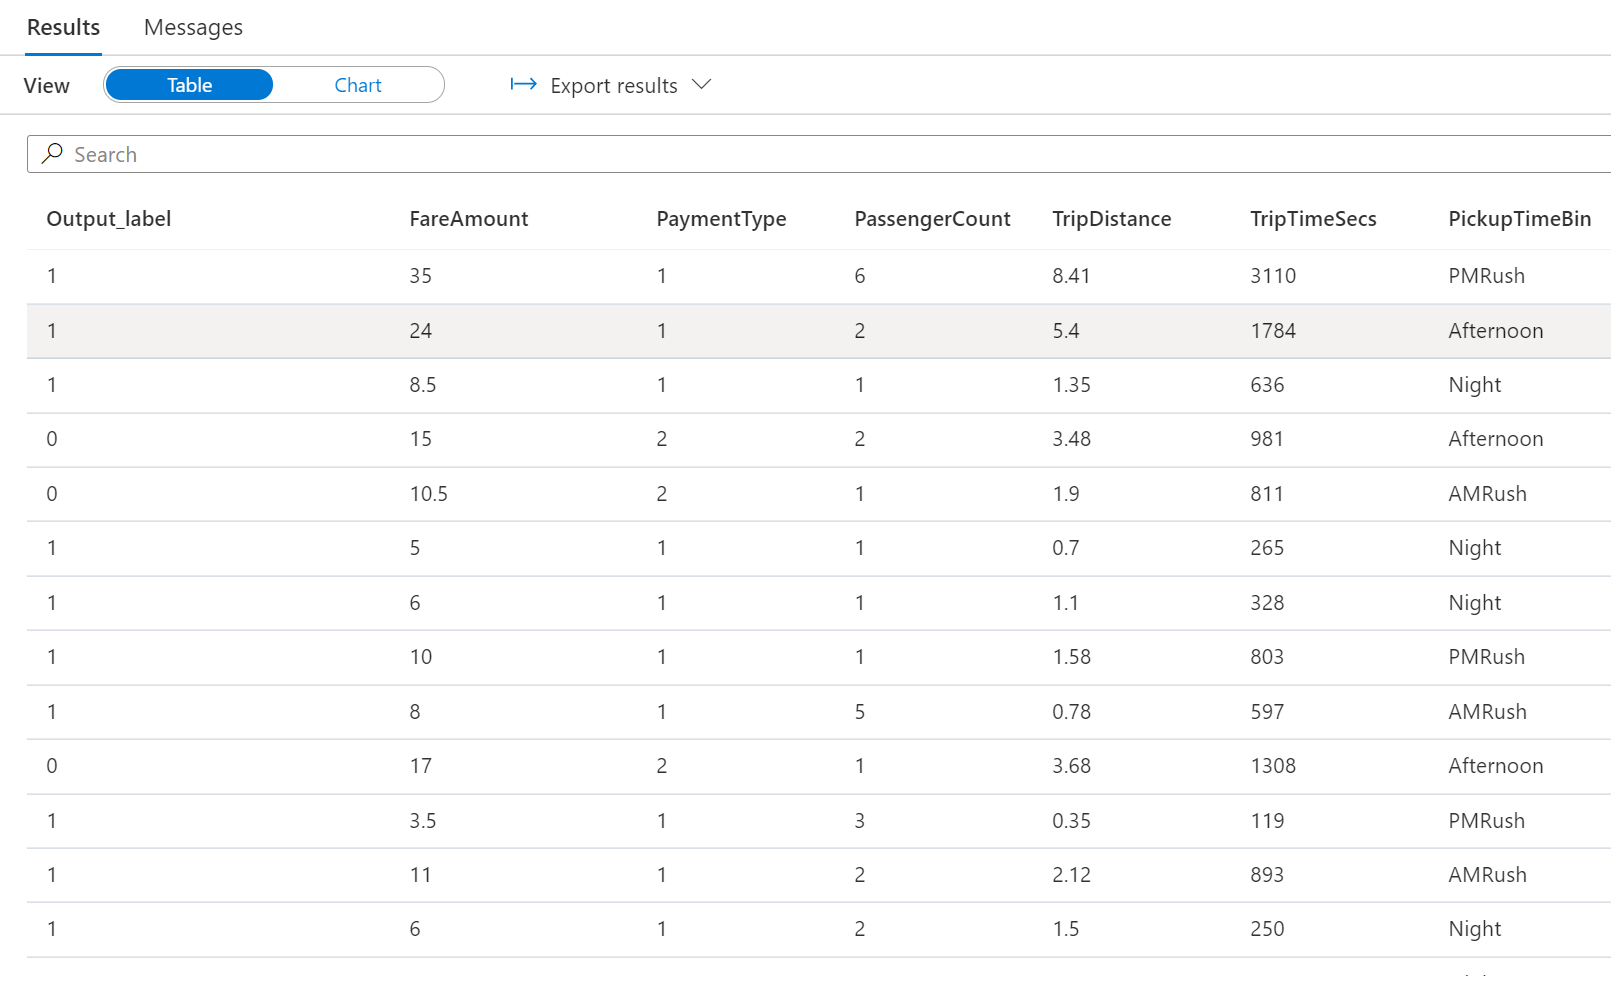 Results Messages
View Table Chart Export results
Search
Output_label FareAmount PaymentType PassengerCount TripDistance TripTimeSecs PickupTimeBin
1 35 1 6 8.41 3110 PMRush
1 24 1 2 5.4 1784 Afternoon
1 8.5 1 1 1.35 636 Night
0 15 2 2 3.48 981 Afternoon
0 10.5 2 1 1.9 811 AMRush
1 5 1 1 0.7 265 Night
1 6 1 1 1.1 328 Night
1 10 1 1 1.58 803 PMRush
1 8 1 5 0.78 597 AMRush
0 17 2 1 3.68 1308 Afternoon
1 3.5 1 3 0.35 119 PMRush
1 11 1 2 2.12 893 AMRush
1 6 1 2 1.5 250 Night